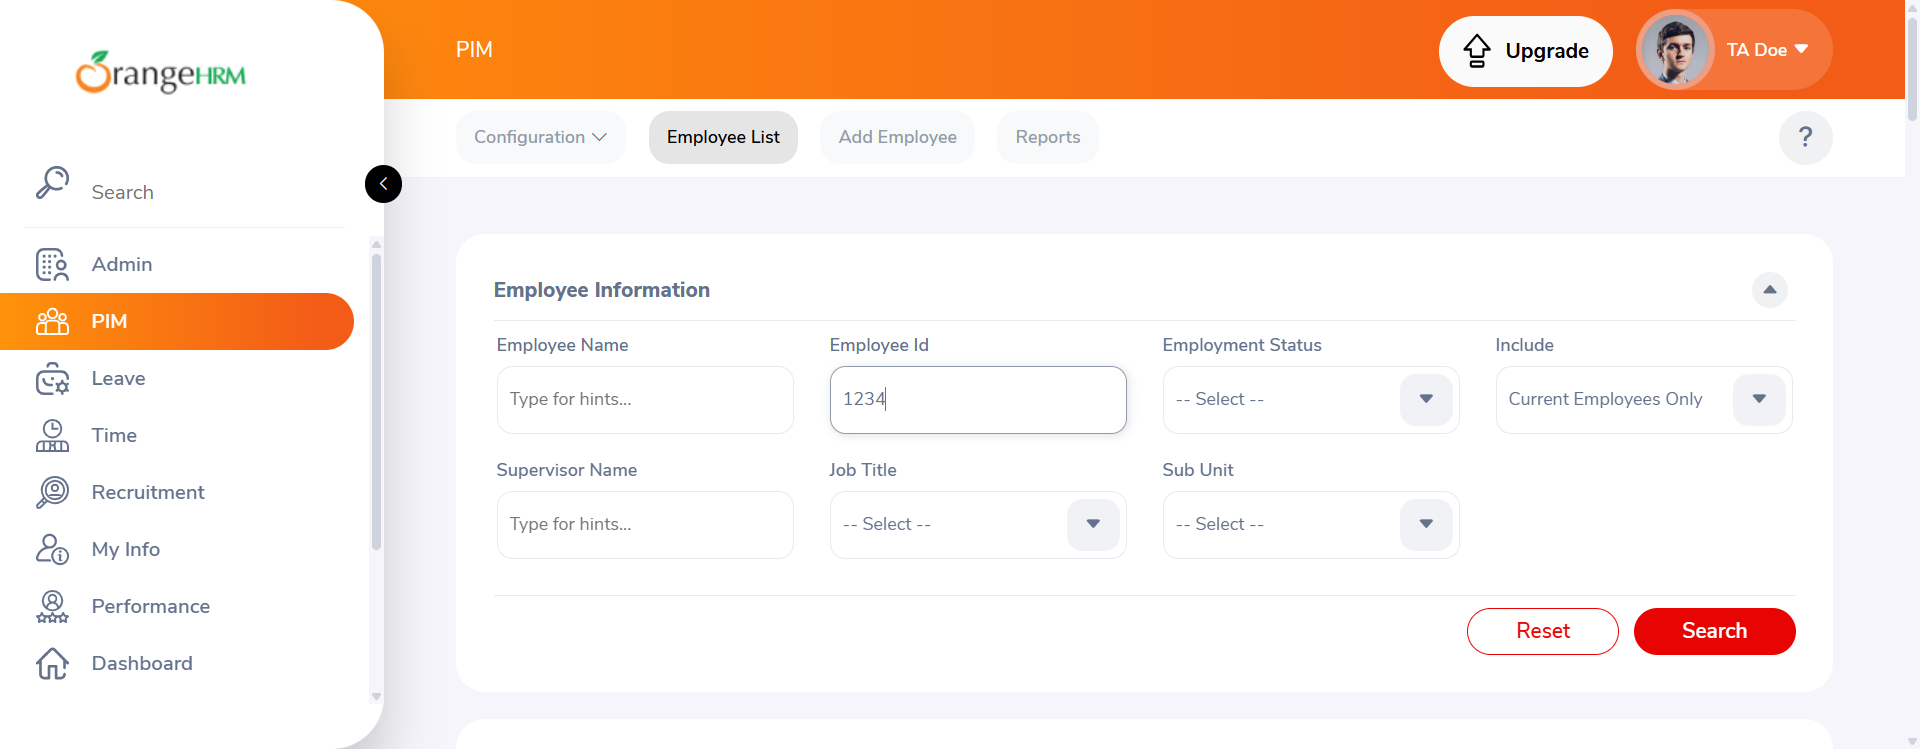 OrangeHRM
PIM
Upgrade
TA Doe
Search
Configuration
Employee List
Add Employee
Reports
?
Admin
PIM
Leave
Time
Recruitment
My Info
Performance
Dashboard
Employee Information
Employee Name
Employee Id
Employment Status
Include
Type for hints...
1234
-- Select --
Current Employees Only
Supervisor Name
Job Title
Sub Unit
Type for hints...
-- Select --
-- Select --
Reset
Search